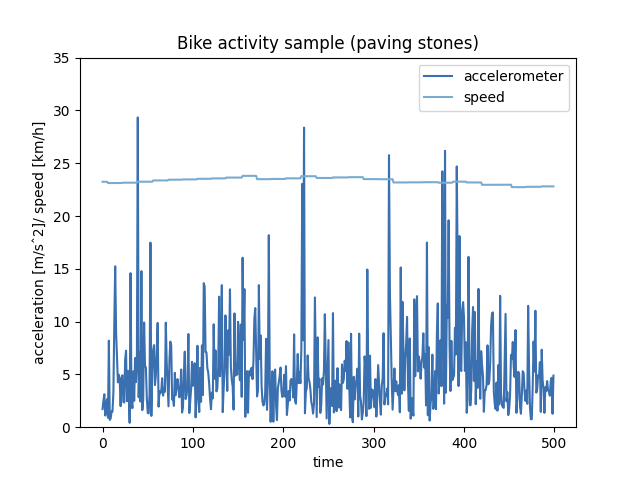 Bike activity sample (paving stones)
accelerometer
speed
acceleration [m/s^2]/ speed [km/h]
35
30
25
20
15
10
5
0
0 100 200 300 400 500
time